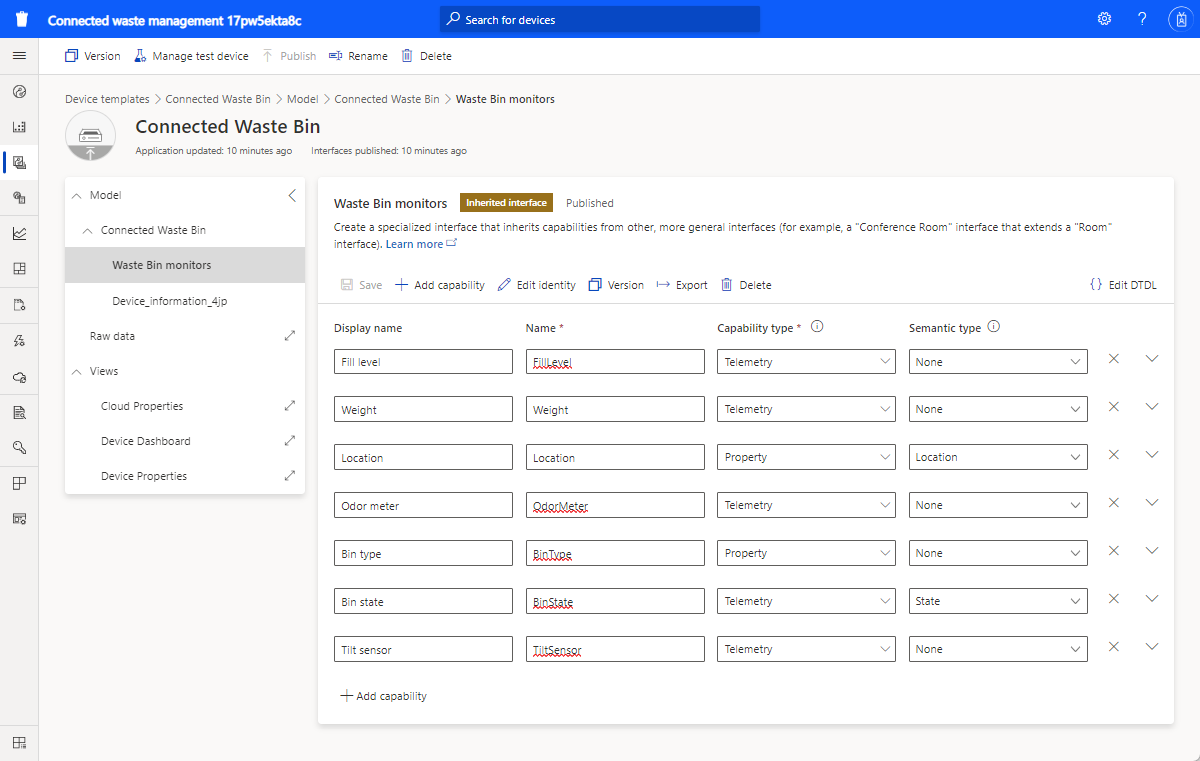 Connected waste management 17pw5ekta8c
Search for devices
?
Version Manage test device Publish Rename Delete
Device templates > Connected Waste Bin > Model > Connected Waste Bin > Waste Bin monitors
Connected Waste Bin
Application updated: 10 minutes ago Interfaces published: 10 minutes ago
Model
Connected Waste Bin
Waste Bin monitors
Device_information_4jp
Raw data
Views
Cloud Properties
Device Dashboard
Device Properties
Waste Bin monitors Inherited interface Published
Create a specialized interface that inherits capabilities from other, more general interfaces (for example, a "Conference Room" interface that extends a "Room"
interface). Learn more
Save Add capability Edit identity Version Export Delete {} Edit DTDL
Display name Name * Capability type * Semantic type
Fill level FillLevel Telemetry None
Weight Weight Telemetry None
Location Location Property Location
Odor meter OdorMeter Telemetry None
Bin type BinType Property None
Bin state BinState Telemetry State
Tilt sensor TiltSensor Telemetry None
Add capability